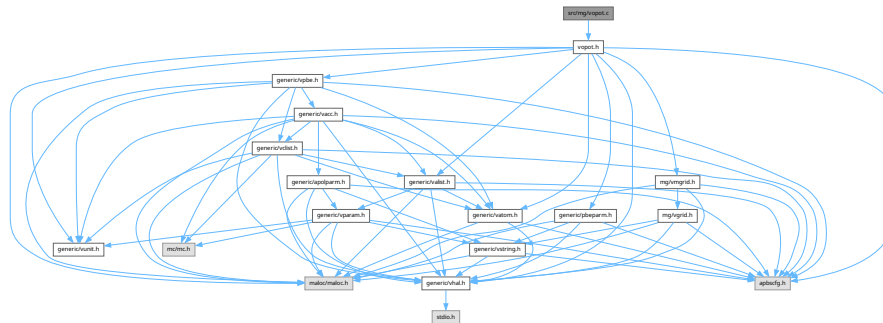 src/mg/vopot.c
vopot.h
generic/vpbe.h
generic/vacc.h
generic/vclist.h
generic/apolparm.h
generic/valist.h
mg/vmgrid.h
generic/vparam.h
generic/vatom.h
generic/pbeparm.h
mg/vgrid.h
generic/vunit.h
mc/mc.h
generic/vstring.h
maloc/maloc.h
generic/vhal.h
apbscfg.h
stdio.h